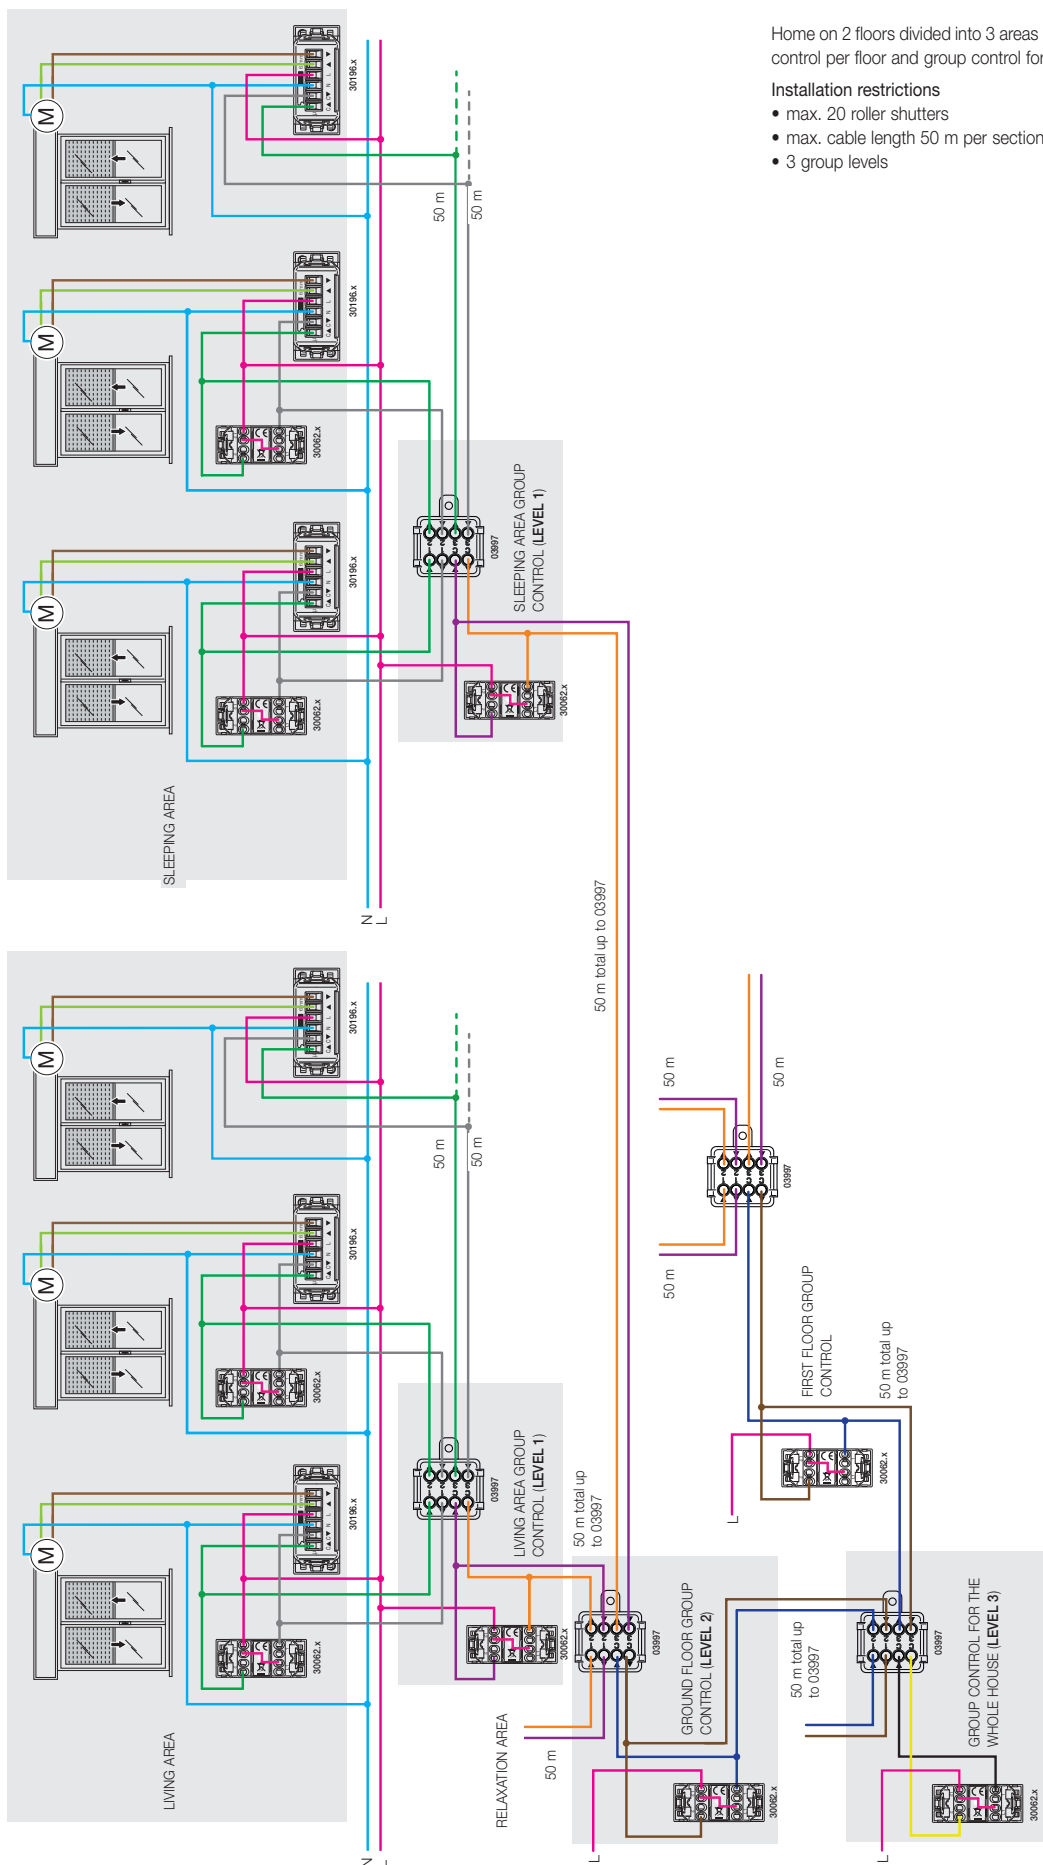 Home on 2 floors divided into 3 areas
control per floor and group control for
Installation restrictions
• max. 20 roller shutters
• max. cable length 50 m per section
• 3 group levels
SLEEPING AREA
M
M
M
30196.x
30196.x
30196.x
30062.x
30062.x
N
L
50 m
50 m
03997
SLEEPING AREA GROUP
CONTROL (LEVEL 1)
30062.x
50 m total up to 03997
LIVING AREA
M
M
M
30196.x
30196.x
30196.x
30062.x
30062.x
N
L
50 m
50 m
03997
LIVING AREA GROUP
CONTROL (LEVEL 1)
30062.x
50 m total up
to 03997
RELAXATION AREA
50 m
03997
GROUND FLOOR GROUP
CONTROL (LEVEL 2)
30062.x
L
50 m
50 m
50 m
03997
FIRST FLOOR GROUP
CONTROL
30062.x
L
50 m total up
to 03997
50 m total up
to 03997
03997
GROUP CONTROL FOR THE
WHOLE HOUSE (LEVEL 3)
30062.x
L